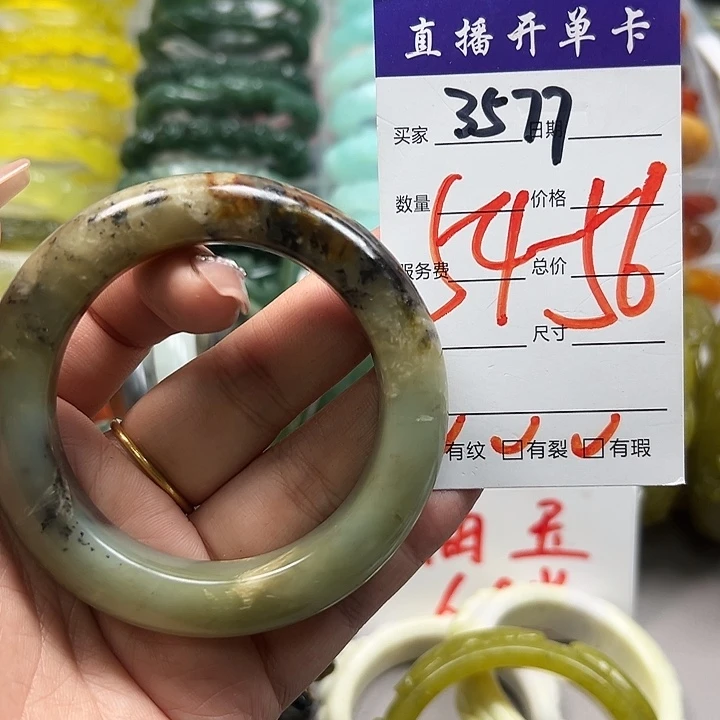 直播开单卡
买家 3577 日期
数量 价格
54-56
服务费 总价
尺寸
有纹 有裂 有瑕
玉